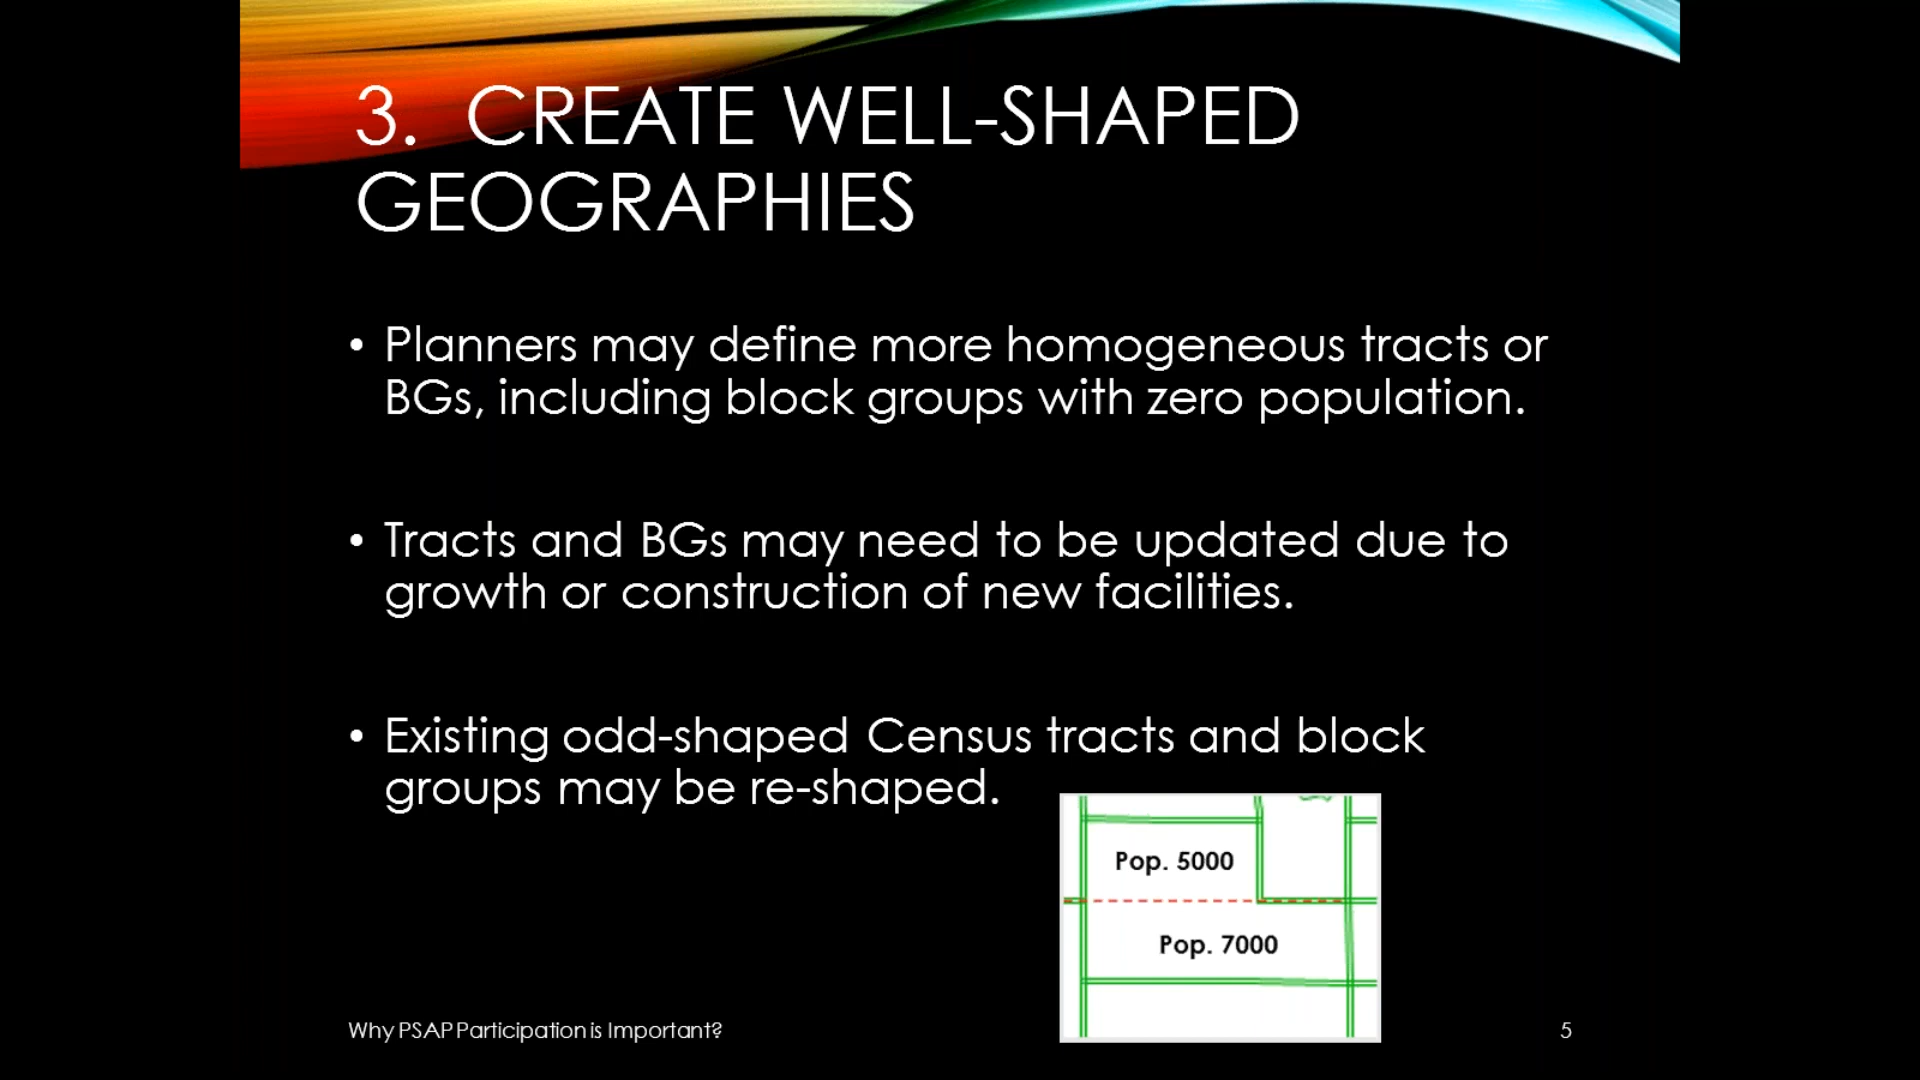 3. CREATE WELL-SHAPED
GEOGRAPHIES
• Planners may define more homogeneous tracts or
BGs, including block groups with zero population.
• Tracts and BGs may need to be updated due to
growth or construction of new facilities.
• Existing odd-shaped Census tracts and block
groups may be re-shaped.
Pop. 5000
Pop. 7000
Why PSAP Participation is Important?
5